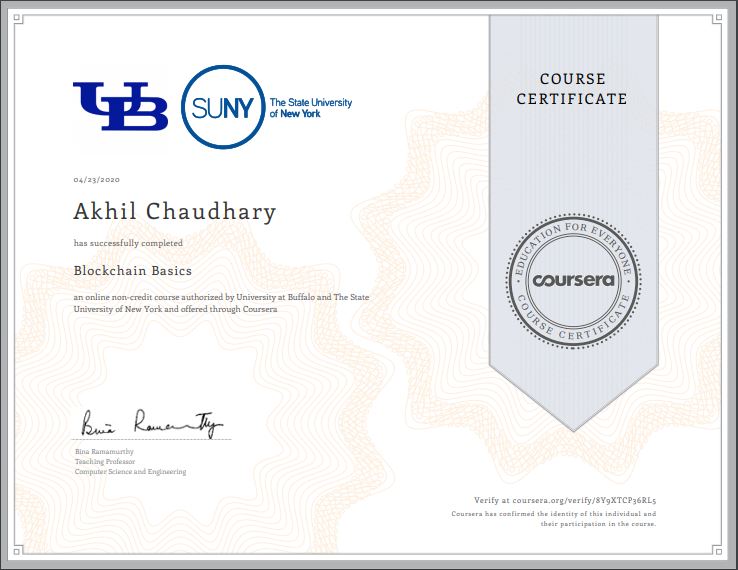 UB
SUNY
The State University
of New York
COURSE
CERTIFICATE
04/23/2020
Akhil Chaudhary
has successfully completed
Blockchain Basics
an online non-credit course authorized by University at Buffalo and The State
University of New York and offered through Coursera
EDUCATION FOR EVERYONE
coursera
COURSE CERTIFICATE
Bina Ramamurthy
Bina Ramamurthy
Teaching Professor
Computer Science and Engineering
Verify at coursera.org/verify/8Y9XTCP36RL5
Coursera has confirmed the identity of this individual and
their participation in the course.